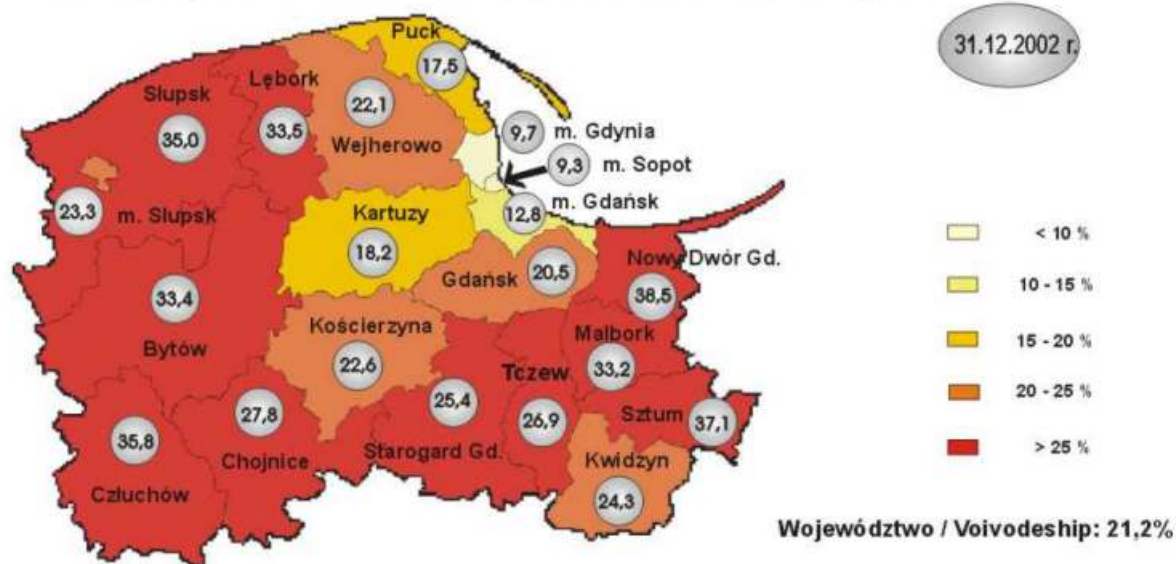 31.12.2002 r.
Puck
17,5
Lębork
33,5
Słupsk
35,0
22,1
Wejherowo
9,7 m. Gdynia
9,3 m. Sopot
m. Gdańsk
12,8
23,3 m. Słupsk
Kartuzy
18,2
Gdańsk 20,5
Nowy Dwór Gd.
38,5
33,4
Bytów
Kościerzyna
22,6
Malbork
33,2
Tczew
26,9
25,4
Starogard Gd.
27,8
Chojnice
35,8
Człuchów
Sztum 37,1
Kwidzyn
24,3
< 10 %
10 - 15 %
15 - 20 %
20 - 25 %
> 25 %
Województwo / Voivodeship: 21,2%